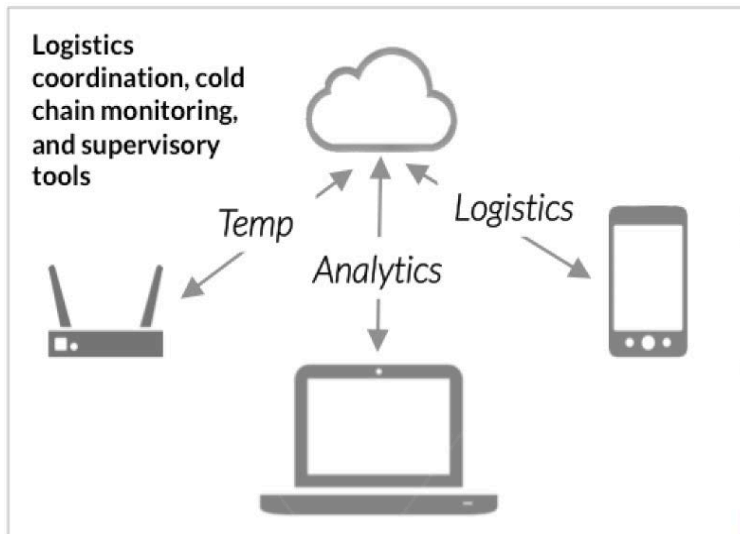 Logistics
coordination, cold
chain monitoring,
and supervisory
tools
Temp
Logistics
Analytics